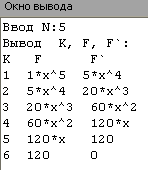 Окно вывода
Ввод N:5
Вывод K, F, F`:
K F F`
1 1*x^5 5*x^4
2 5*x^4 20*x^3
3 20*x^3 60*x^2
4 60*x^2 120*x
5 120*x 120
6 120 0